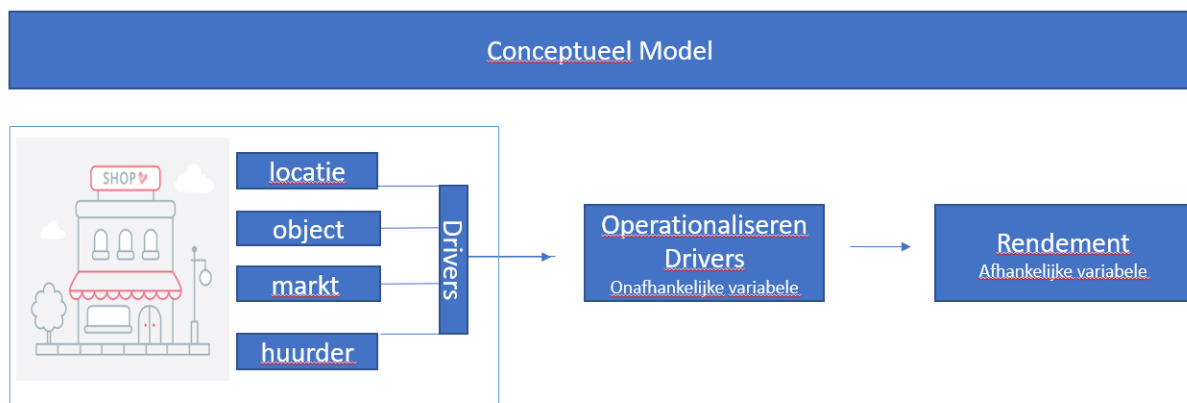 Conceptueel Model
SHOP
locatie
object
markt
huurder
Drivers
Operationaliseren
Drivers
Onafhankelijke variabele
Rendement
Afhankelijke variabele